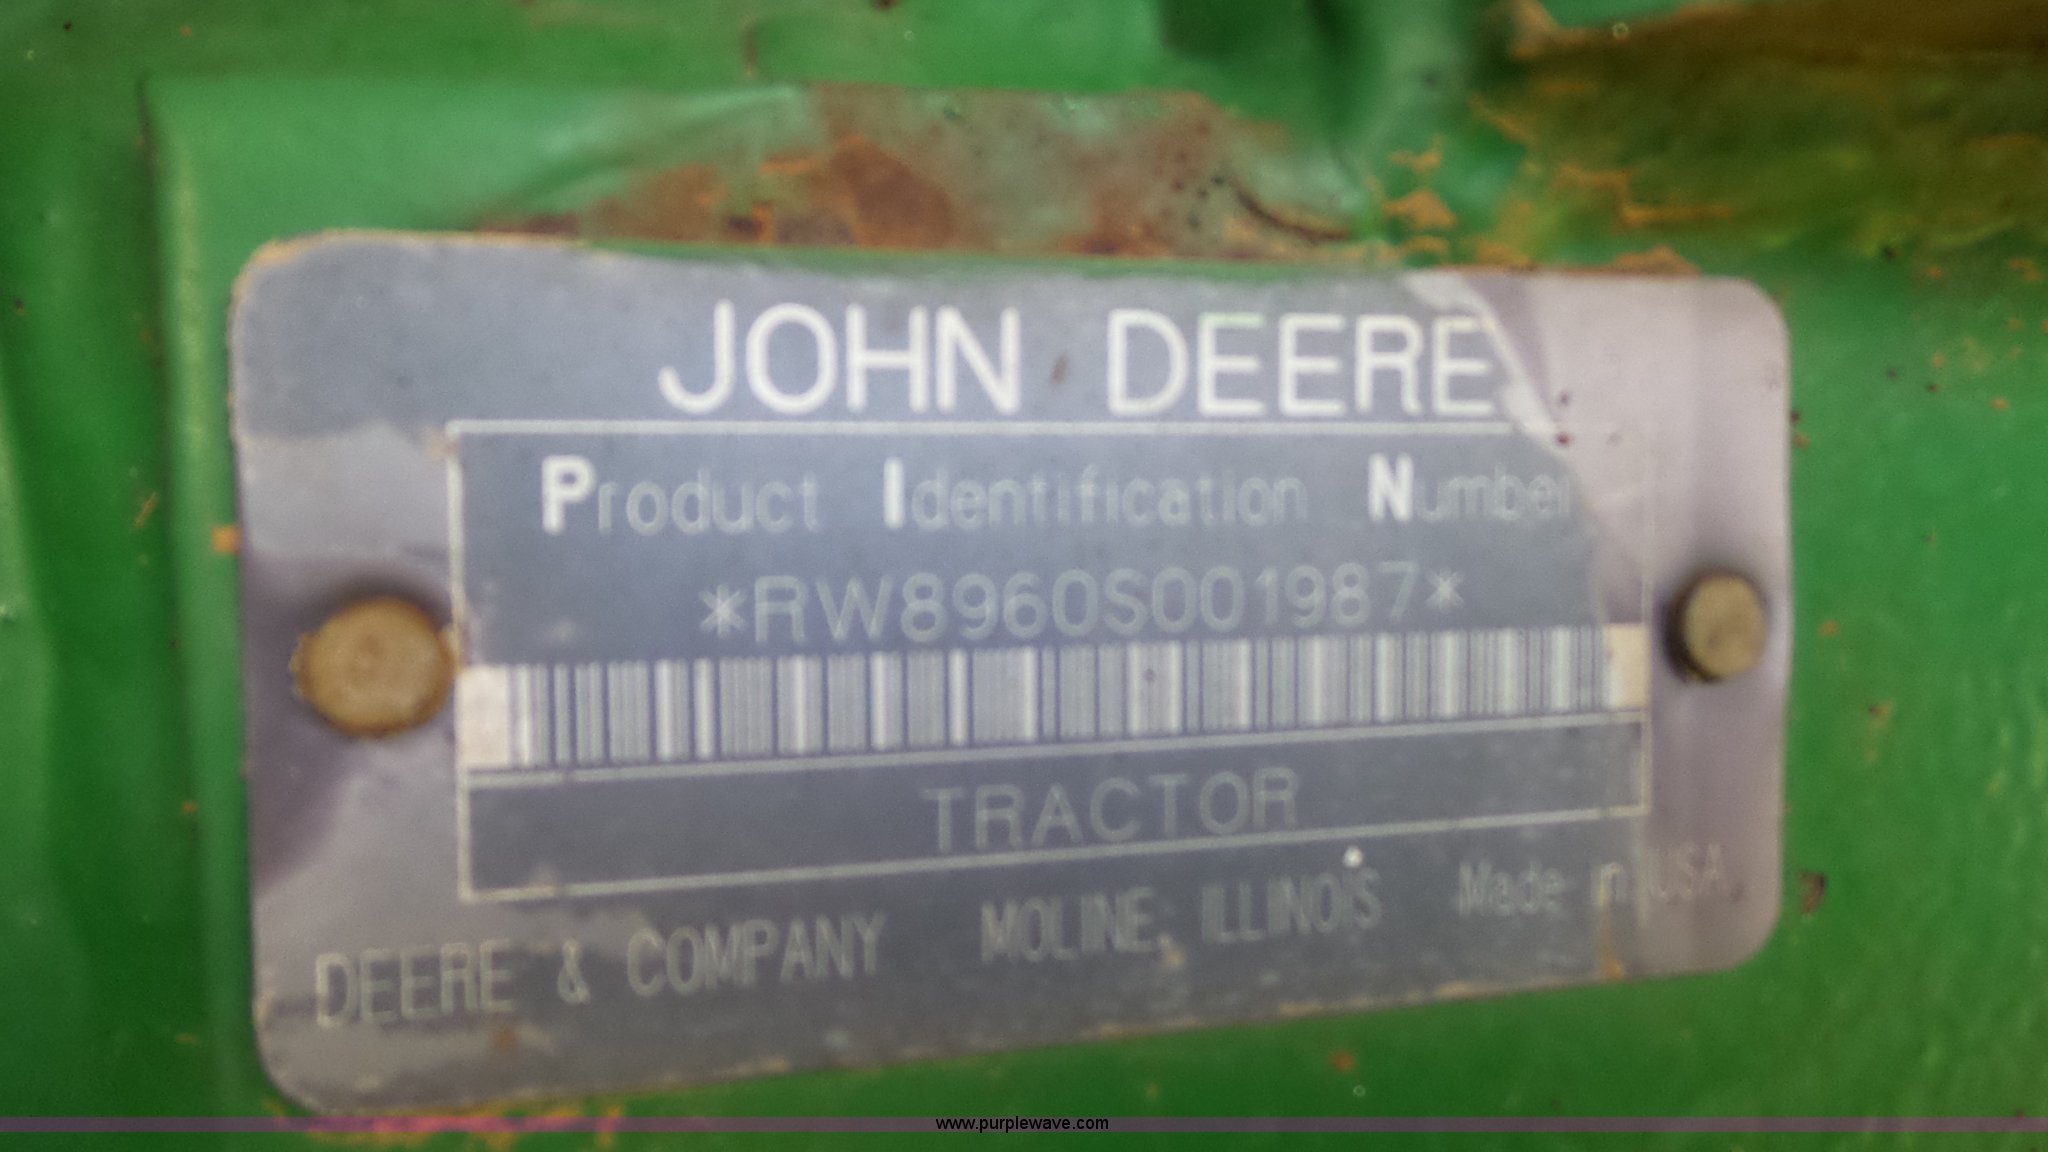 JOHN DEERE
Product Identification Number
*RW8960S001987*
TRACTOR
DEERE & COMPANY MOLINE, ILLINOIS Made in USA
www.purplewave.com